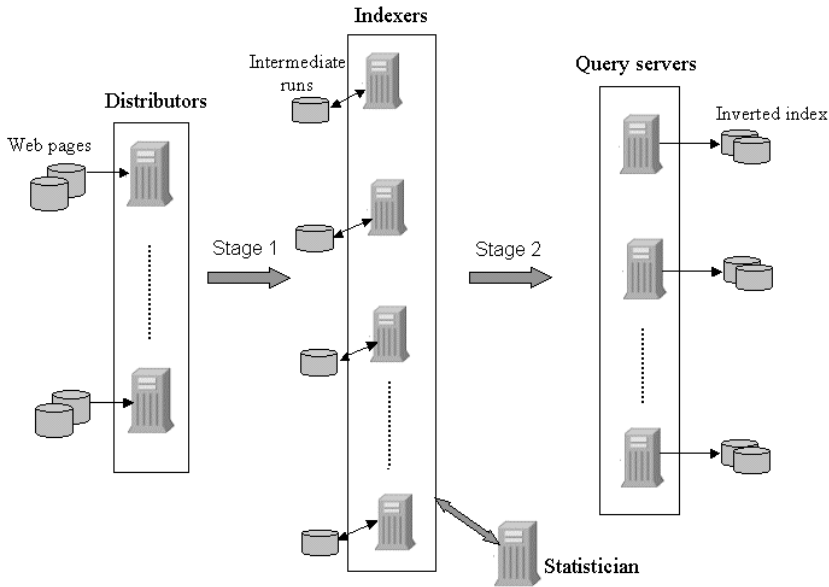 Indexers
Intermediate
runs
Query servers
Distributors
Inverted index
Web pages
Stage 1
Stage 2
Statistician